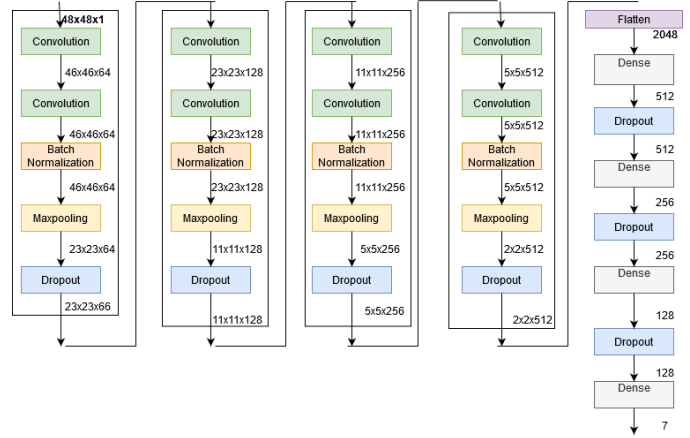 48x48x1
Convolution
46x46x64
Convolution
46x46x64
Batch
Normalization
46x46x64
Maxpooling
23x23x64
Dropout
23x23x66
Convolution
23x23x128
Convolution
23x23x128
Batch
Normalization
23x23x128
Maxpooling
11x11x128
Dropout
11x11x128
Convolution
11x11x256
Convolution
11x11x256
Batch
Normalization
11x11x256
Maxpooling
5x5x256
Dropout
5x5x256
Convolution
5x5x512
Convolution
5x5x512
Batch
Normalization
5x5x512
Maxpooling
2x2x512
Dropout
2x2x512
Flatten
2048
Dense
512
Dropout
512
Dense
256
Dropout
256
Dense
128
Dropout
128
Dense
7